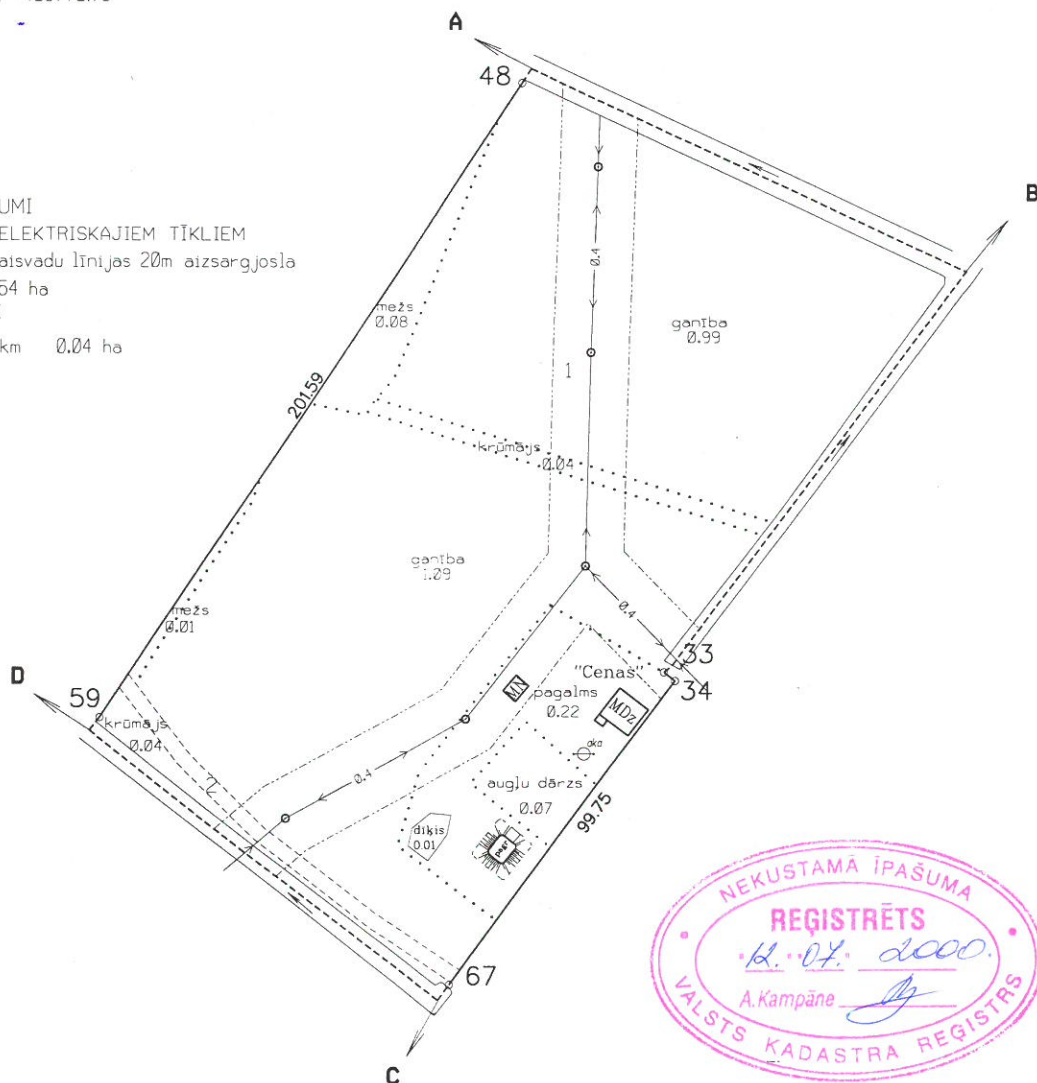 A
48
B
UMI
ELEKTRISKAJIEM TĪKLIEM
aisvadu līnijas 20m aizsargjosla
54 ha
km 0.04 ha
mežs
0.08
0.4
ganība
0.99
1
201.59
krūmājs
0.04
ganība
1.09
mežs
0.01
0.4
D
59
33
"Cenas"
34
MN
pagalms
0.22
MDz
krūmājs
0.04
aka
0.4
augļu dārzs
0.07
99.75
dīķis
0.01
pagr
67
C
NEKUSTAMĀ ĪPAŠUMA
REĢISTRĒTS
12. 07. 2000.
A.Kampāne
VALSTS KADASTRA REĢISTRS